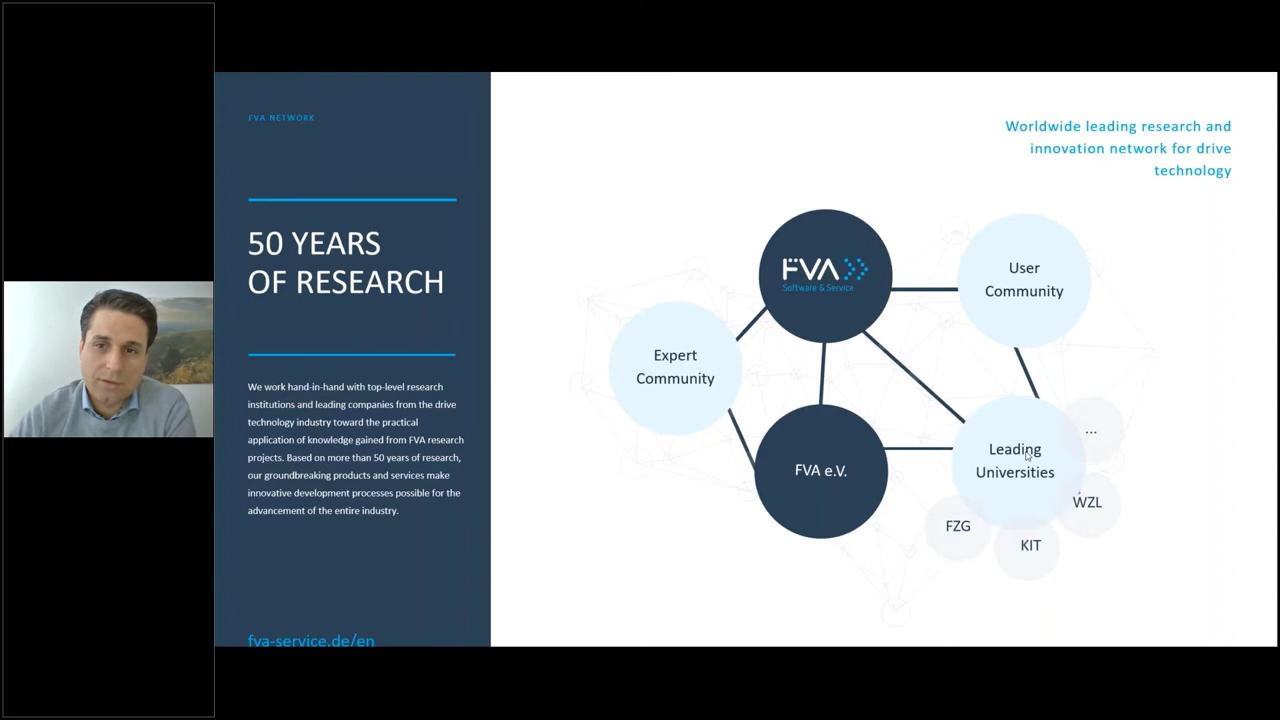 FVA NETWORK
50 YEARS
OF RESEARCH
We work hand-in-hand with top-level research
institutions and leading companies from the drive
technology industry toward the practical
application of knowledge gained from FVA research
projects. Based on more than 50 years of research,
our groundbreaking products and services make
innovative development processes possible for the
advancement of the entire industry.
fva-service.de/en
Worldwide leading research and
innovation network for drive
technology
FVA
Software & Service
User
Community
Expert
Community
FVA e.V.
Leading
Universities
...
WZL
FZG
KIT